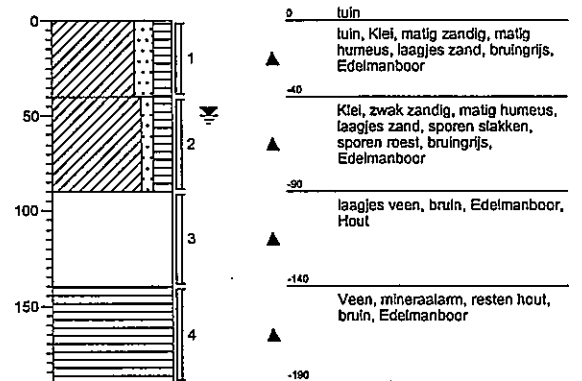 0
50
100
150
1
2
3
4
0
tuin
tuin, Klei, matig zandig, matig
humeus, laagjes zand, bruingrijs,
Edelmanboor
-40
Klei, zwak zandig, matig humeus,
laagjes zand, sporen slakken,
sporen roest, bruingrijs,
Edelmanboor
-90
laagjes veen, bruin, Edelmanboor,
Hout
-140
Veen, mineraalarm, resten hout,
bruin, Edelmanboor
-190